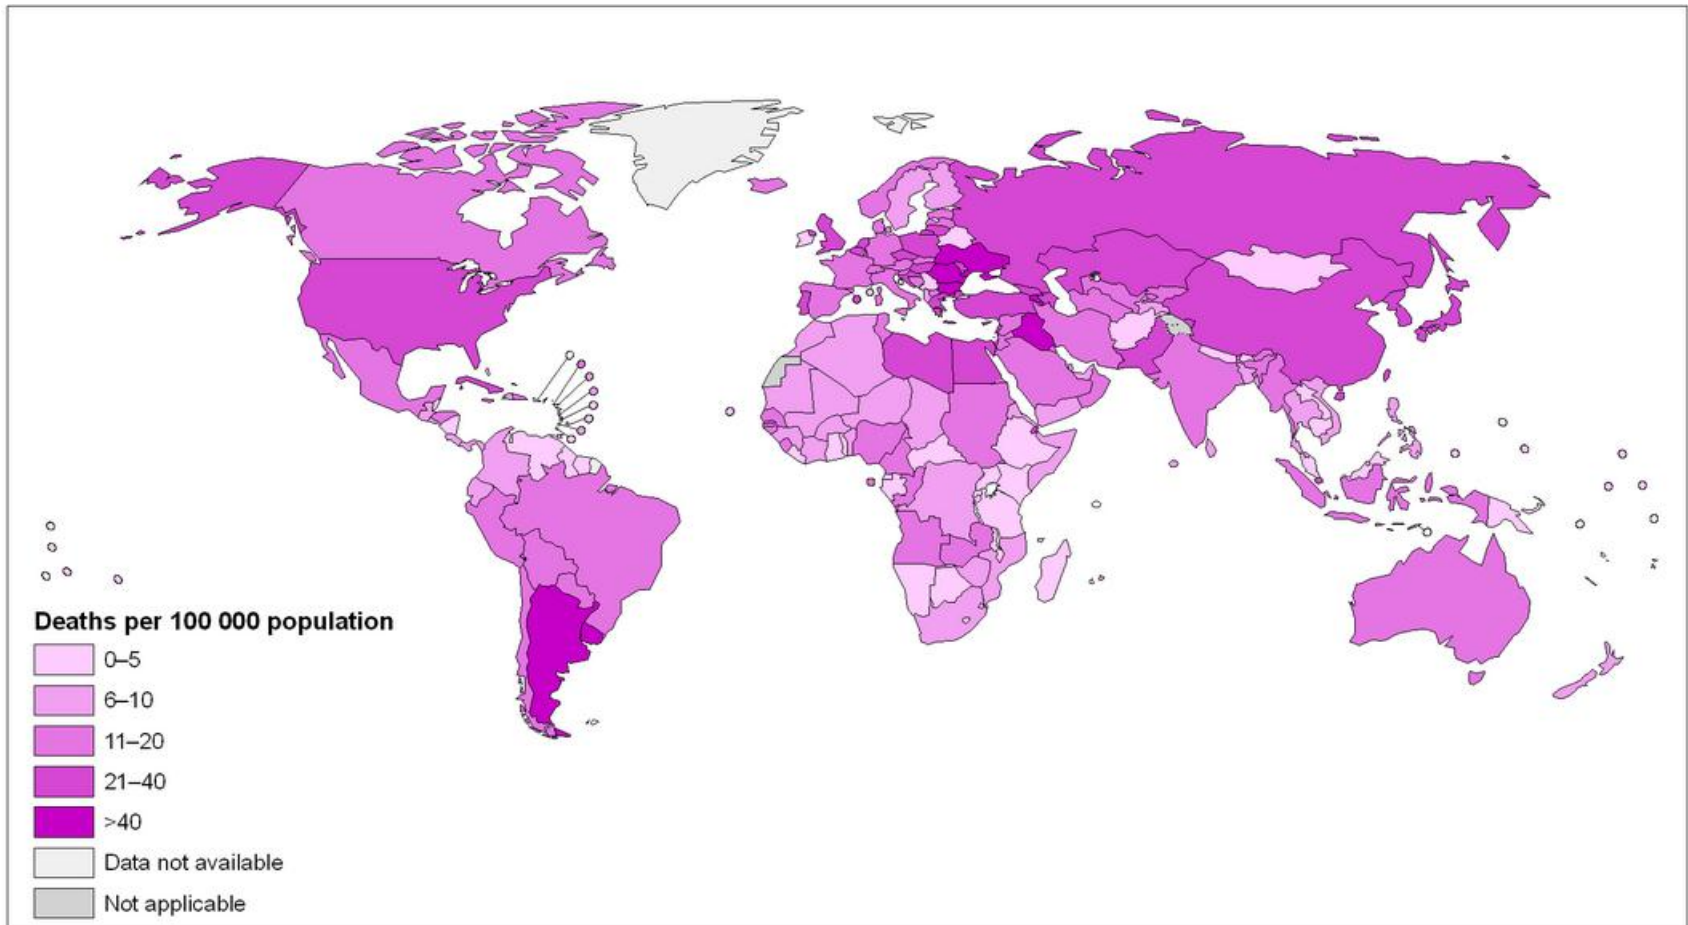 Deaths per 100 000 population
0–5
6–10
11–20
21–40
>40
Data not available
Not applicable